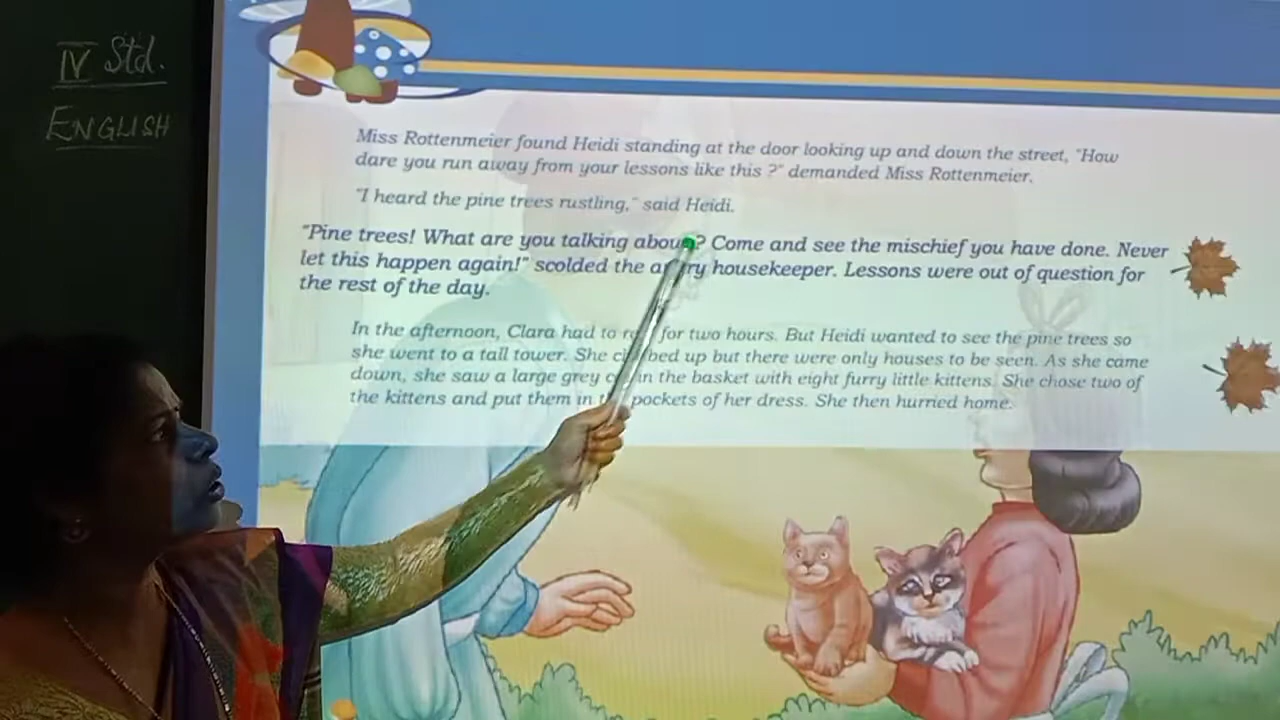 IV Std.
ENGLISH
Miss Rottenmeier found Heidi standing at the door looking up and down the street, "How
dare you run away from your lessons like this ?" demanded Miss Rottenmeier.
"I heard the pine trees rustling," said Heidi.
"Pine trees! What are you talking about? Come and see the mischief you have done. Never
let this happen again!" scolded the angry housekeeper. Lessons were out of question for
the rest of the day.
In the afternoon, Clara had to for two hours. But Heidi wanted to see the pine trees so
she went to a tall tower. She climbed up but there were only houses to be seen. As she came
down, she saw a large grey cat in the basket with eight furry little kittens. She chose two of
the kittens and put them in the pockets of her dress. She then hurried home.